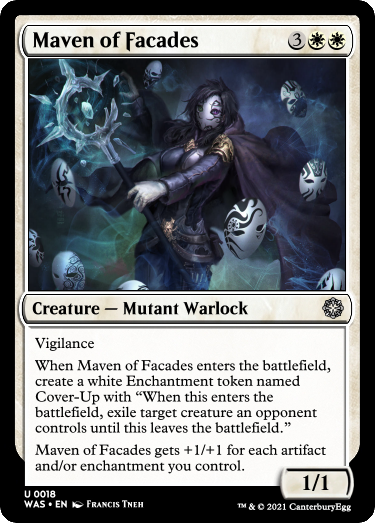 Maven of Facades 3
Creature — Mutant Warlock
Vigilance
When Maven of Facades enters the battlefield,
create a white Enchantment token named
Cover-Up with “When this enters the
battlefield, exile target creature an opponent
controls until this leaves the battlefield.”
Maven of Facades gets +1/+1 for each artifact
and/or enchantment you control.
1/1
U 0018
WAS • EN Francis Tneh
™ & © 2021 CanterburyEgg